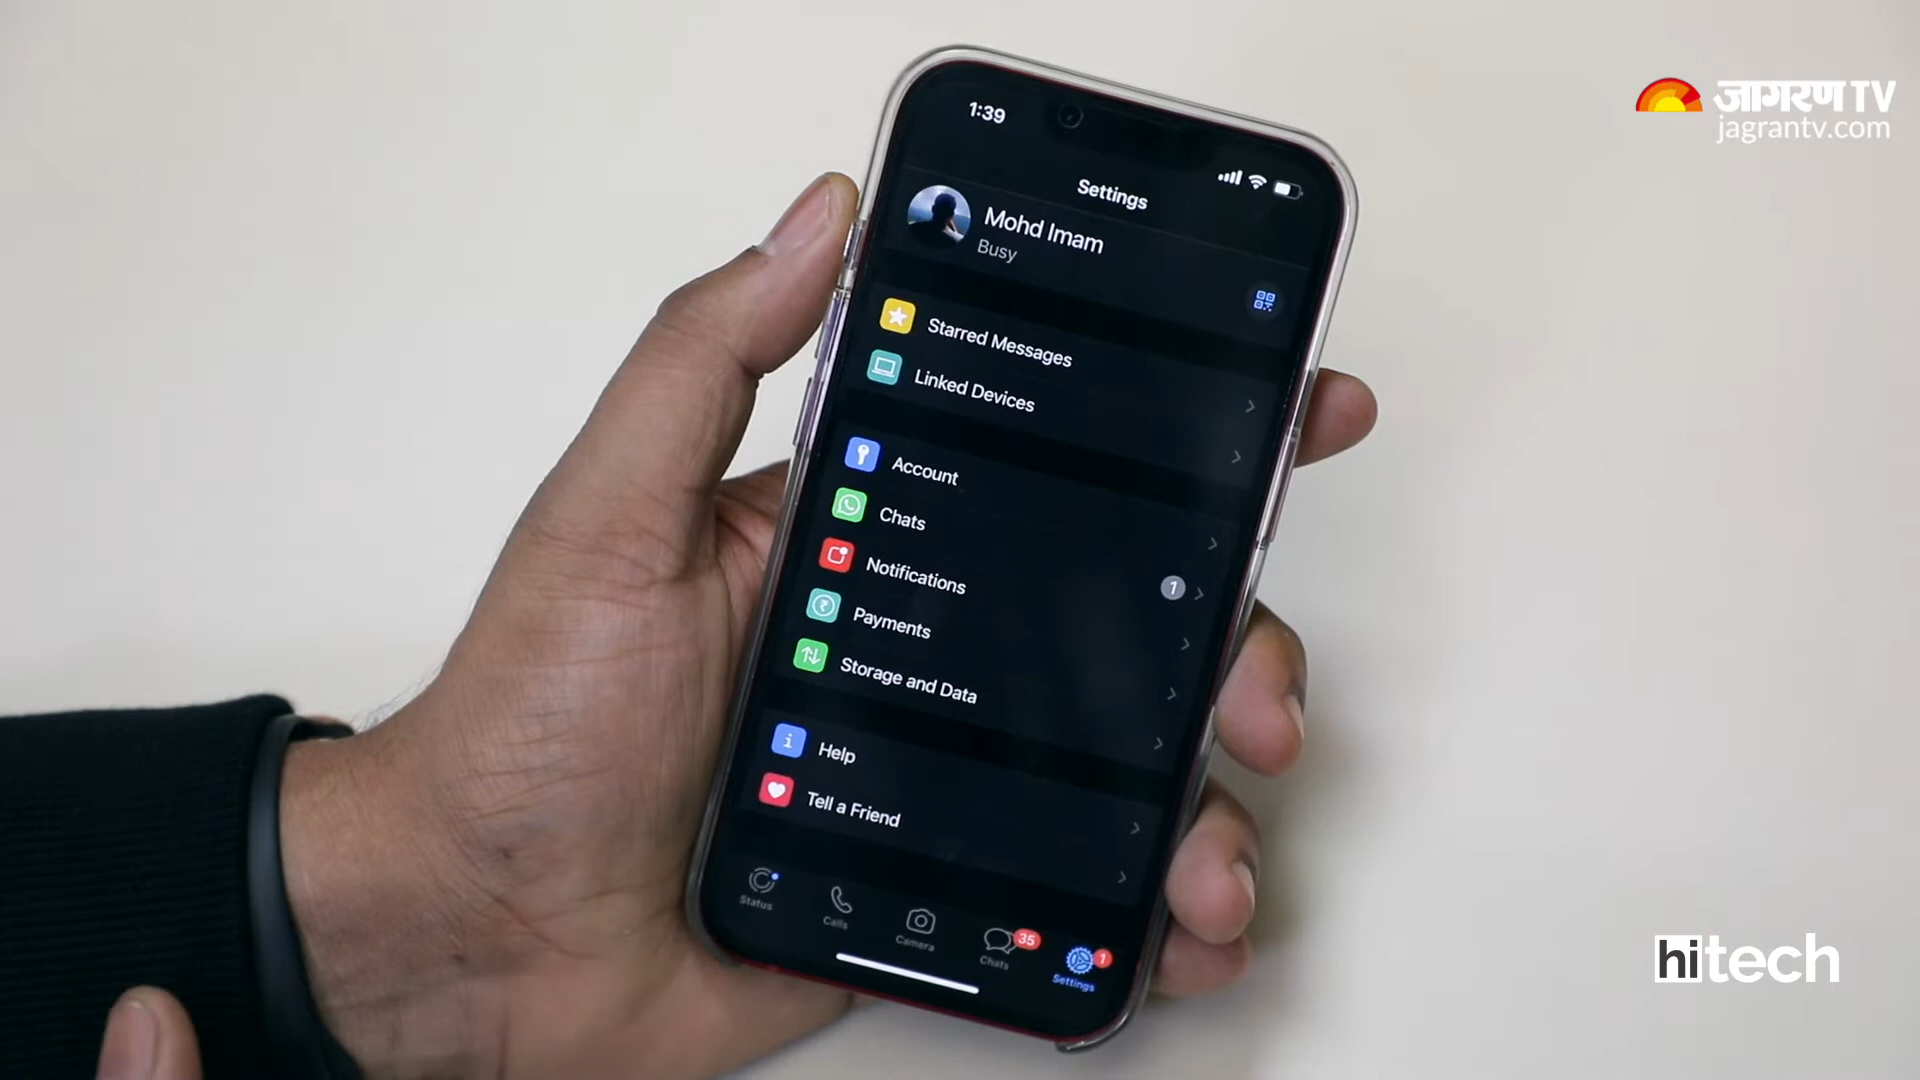 जागरण TV
jagrantv.com
1:39
Settings
Mohd Imam
Busy
Starred Messages
Linked Devices
Account
Chats
1
Notifications
Payments
Storage and Data
Help
Tell a Friend
Status
Calls
Camera
Chats
35
Settings
1
hitech